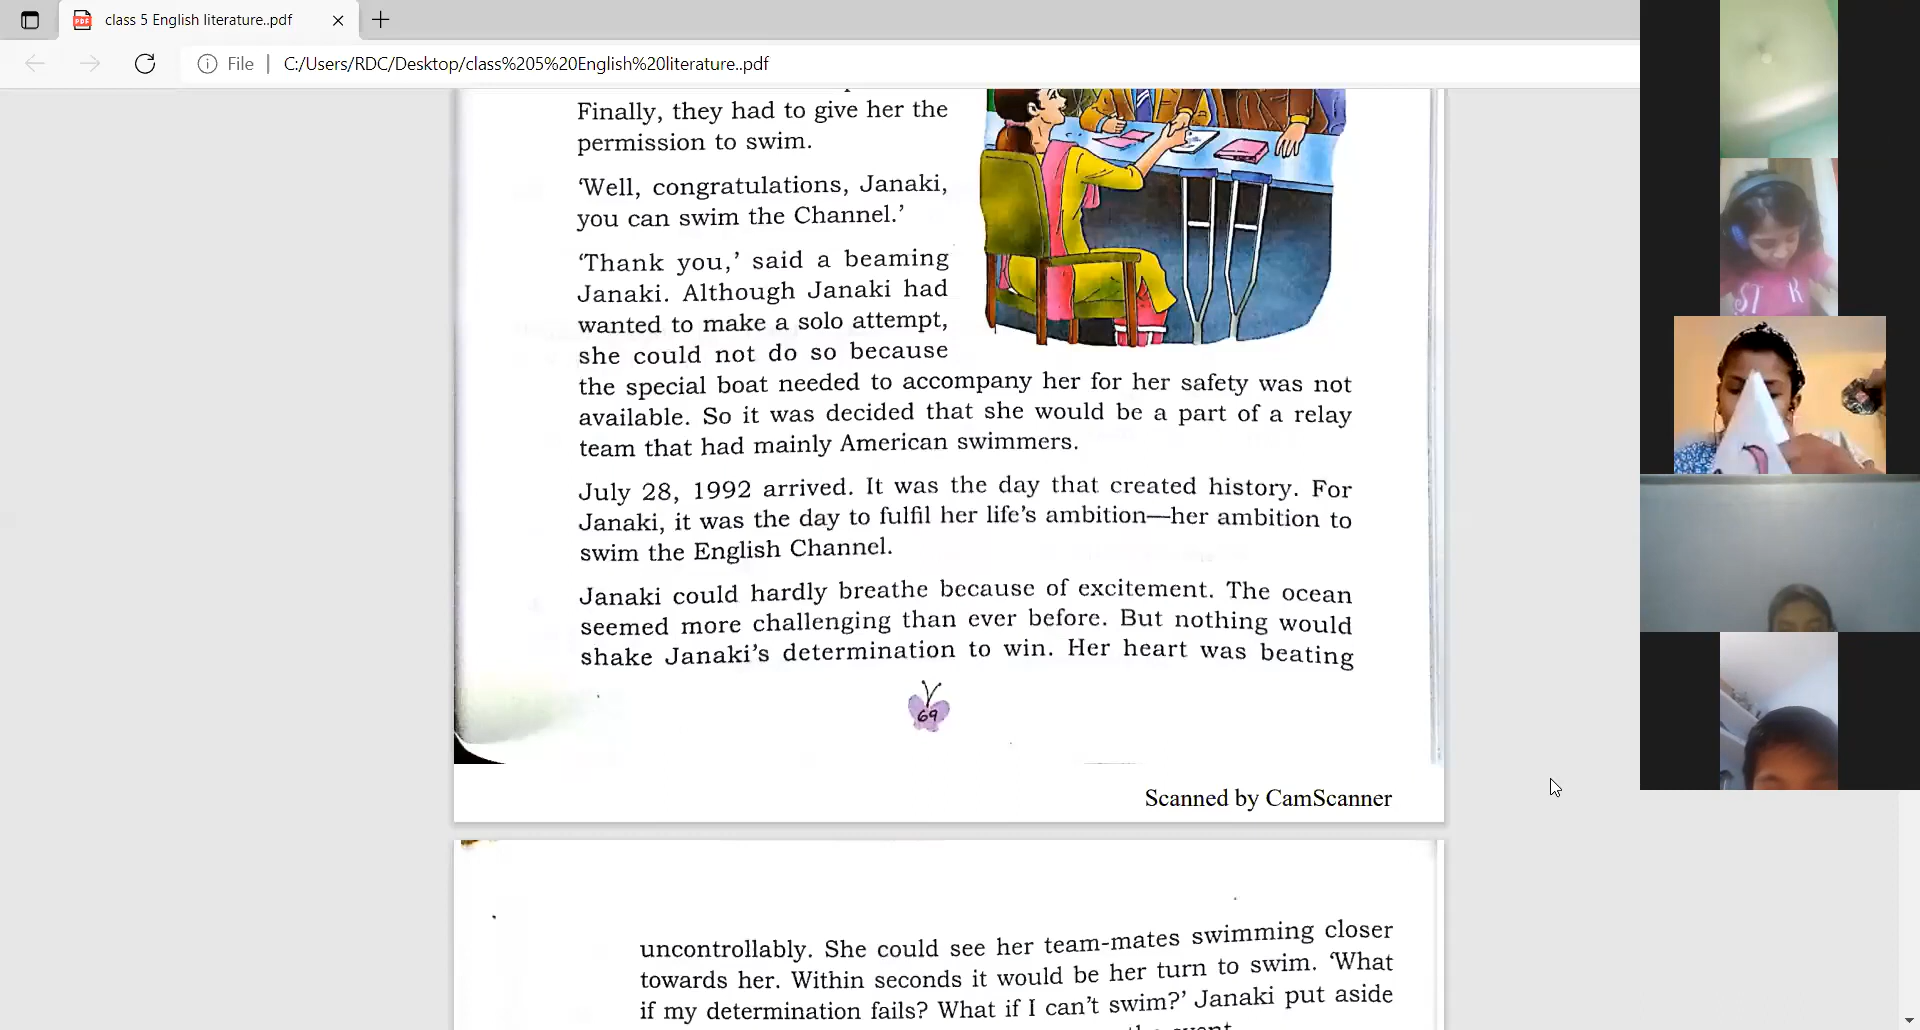 class 5 English literature..pdf
File
C:/Users/RDC/Desktop/class%205%20English%20literature..pdf
Finally, they had to give her the
permission to swim.
‘Well, congratulations, Janaki,
you can swim the Channel.’
‘Thank you,’ said a beaming
Janaki. Although Janaki had
wanted to make a solo attempt,
she could not do so because
the special boat needed to accompany her for her safety was not
available. So it was decided that she would be a part of a relay
team that had mainly American swimmers.
July 28, 1992 arrived. It was the day that created history. For
Janaki, it was the day to fulfil her life’s ambition—her ambition to
swim the English Channel.
Janaki could hardly breathe because of excitement. The ocean
seemed more challenging than ever before. But nothing would
shake Janaki’s determination to win. Her heart was beating
69
Scanned by CamScanner
uncontrollably. She could see her team-mates swimming closer
towards her. Within seconds it would be her turn to swim. ‘What
if my determination fails? What if I can’t swim?’ Janaki put aside